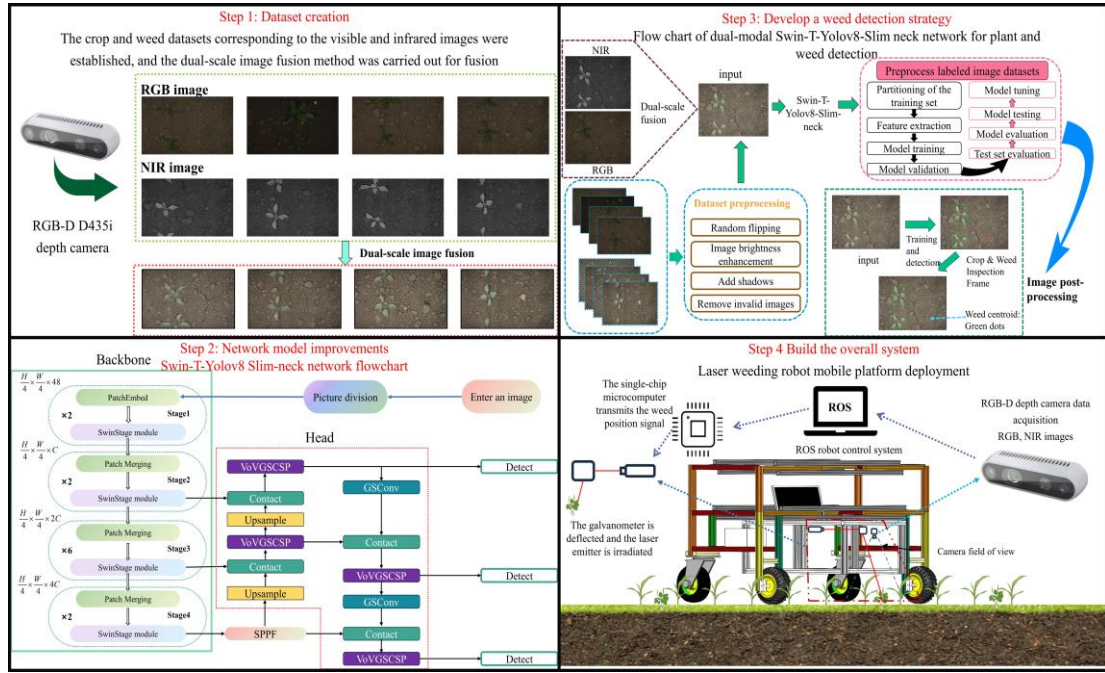 Step 1: Dataset creation
The crop and weed datasets corresponding to the visible and infrared images were
established, and the dual-scale image fusion method was carried out for fusion
RGB image
NIR image
RGB-D D435i
depth camera
Dual-scale image fusion
Step 3: Develop a weed detection strategy
Flow chart of dual-modal Swin-T-Yolov8-Slim neck network for plant and
weed detection
NIR
RGB
Dual-scale
fusion
input
Swin-T-
Yolov8-Slim-
neck
Preprocess labeled image datasets
Partitioning of the
training set
Feature extraction
Model training
Model validation
Model tuning
Model testing
Model evaluation
Test set evaluation
Dataset preprocessing
Random flipping
Image brightness
enhancement
Add shadows
Remove invalid images
input
Training
and
detection
Crop & Weed
Inspection
Frame
Weed centroid:
Green dots
Image post-
processing
Step 2: Network model improvements
Swin-T-Yolov8 Slim-neck network flowchart
Backbone
H/4 × W/4 × 48
PatchEmbed
×2
Stage1
SwinStage module
H/4 × W/4 × C
Patch Merging
×2
Stage2
SwinStage module
H/4 × W/4 × 2C
Patch Merging
×6
Stage3
SwinStage module
H/4 × W/4 × 4C
Patch Merging
×2
Stage4
SwinStage module
Picture division
Enter an image
Head
VoVGSCSP
Contact
Upsample
VoVGSCSP
Contact
Upsample
SPPF
GSConv
Contact
VoVGSCSP
GSConv
Contact
VoVGSCSP
Detect
Detect
Detect
Step 4 Build the overall system
Laser weeding robot mobile platform deployment
The single-chip
microcomputer
transmits the weed
position signal
ROS
ROS robot control system
RGB-D depth camera data
acquisition
RGB, NIR images
The galvanometer is
deflected and the laser
emitter is irradiated
Camera field of view